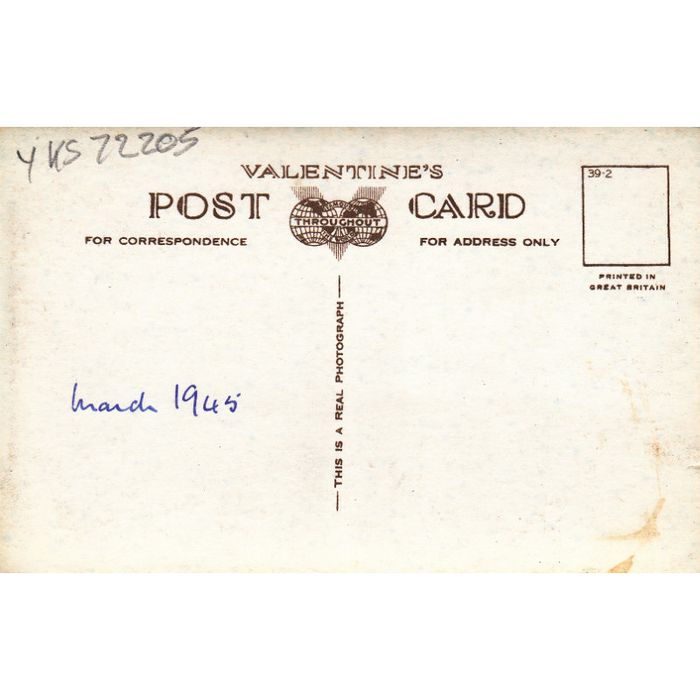 YKS 72205
VALENTINE'S
POST CARD
THROUGHOUT
FOR CORRESPONDENCE
FOR ADDRESS ONLY
39-2
PRINTED IN
GREAT BRITAIN
THIS IS A REAL PHOTOGRAPH
March 1945